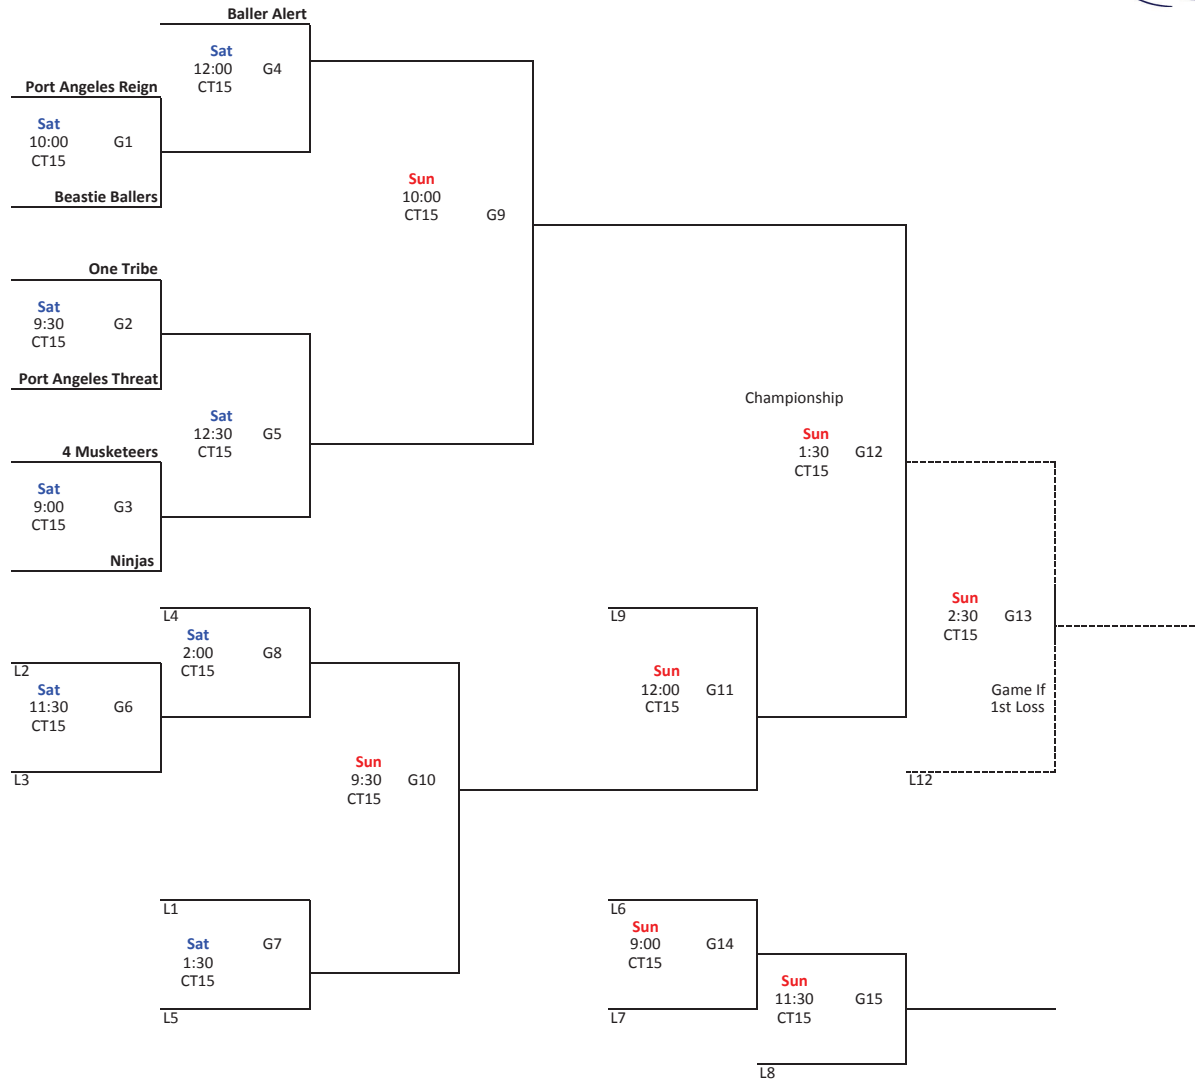 Baller Alert
Sat
12:00 G4
CT15
Port Angeles Reign
Sat
10:00 G1
CT15
Beastie Ballers
Sun
10:00
CT15 G9
One Tribe
Sat
9:30 G2
CT15
Port Angeles Threat
Sat
12:30 G5
CT15
4 Musketeers
Sat
9:00 G3
CT15
Ninjas
Championship
Sun
1:30 G12
CT15
L4
Sat
2:00 G8
CT15
L2
Sat
11:30 G6
CT15
L3
Sun
9:30 G10
CT15
L9
Sun
12:00 G11
CT15
Sun
2:30 G13
CT15
Game If
1st Loss
L12
L1
Sat G7
1:30
CT15
L5
L6
Sun
9:00 G14
CT15
L7
Sun
11:30 G15
CT15
L8